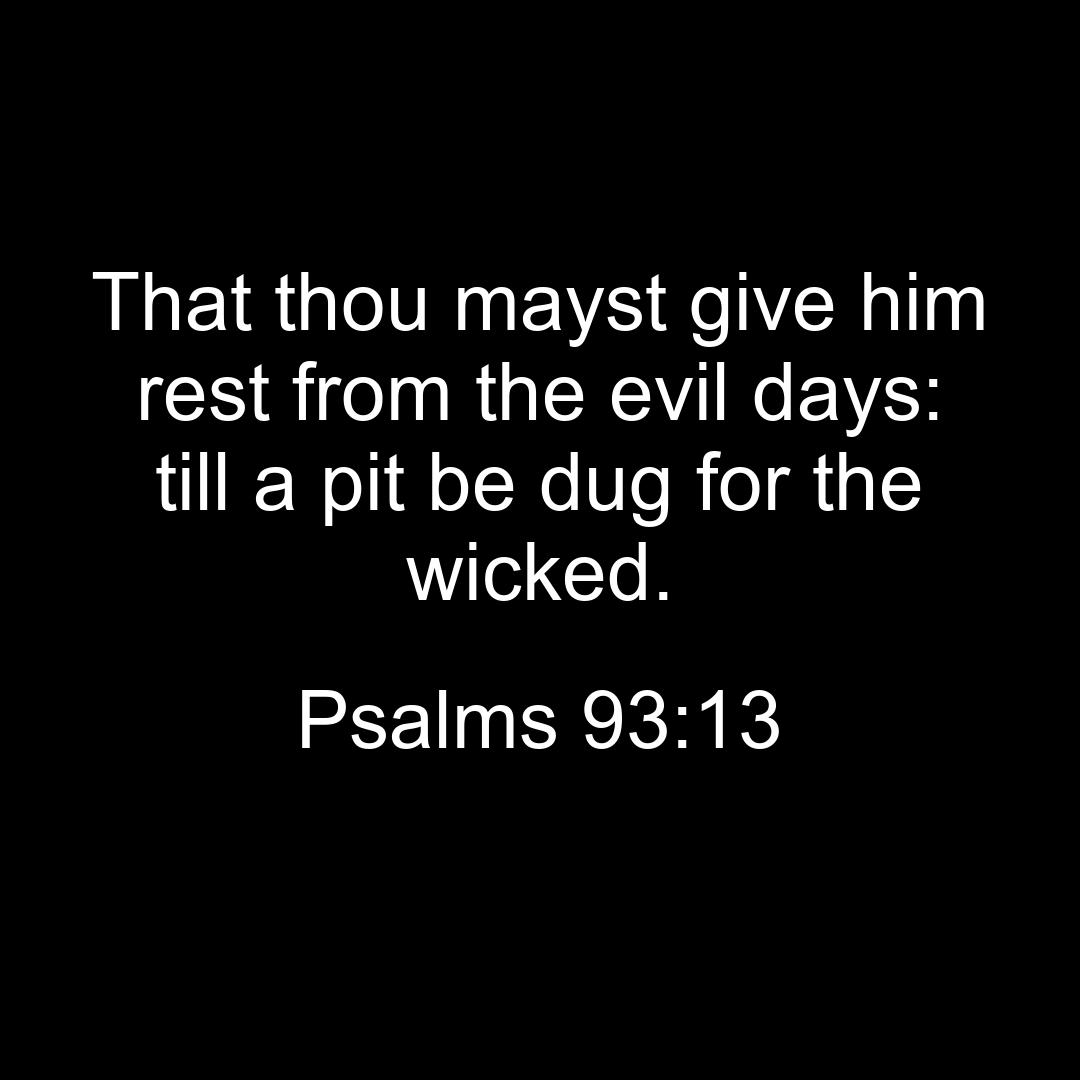 That thou mayst give him
rest from the evil days:
till a pit be dug for the
wicked.
Psalms 93:13